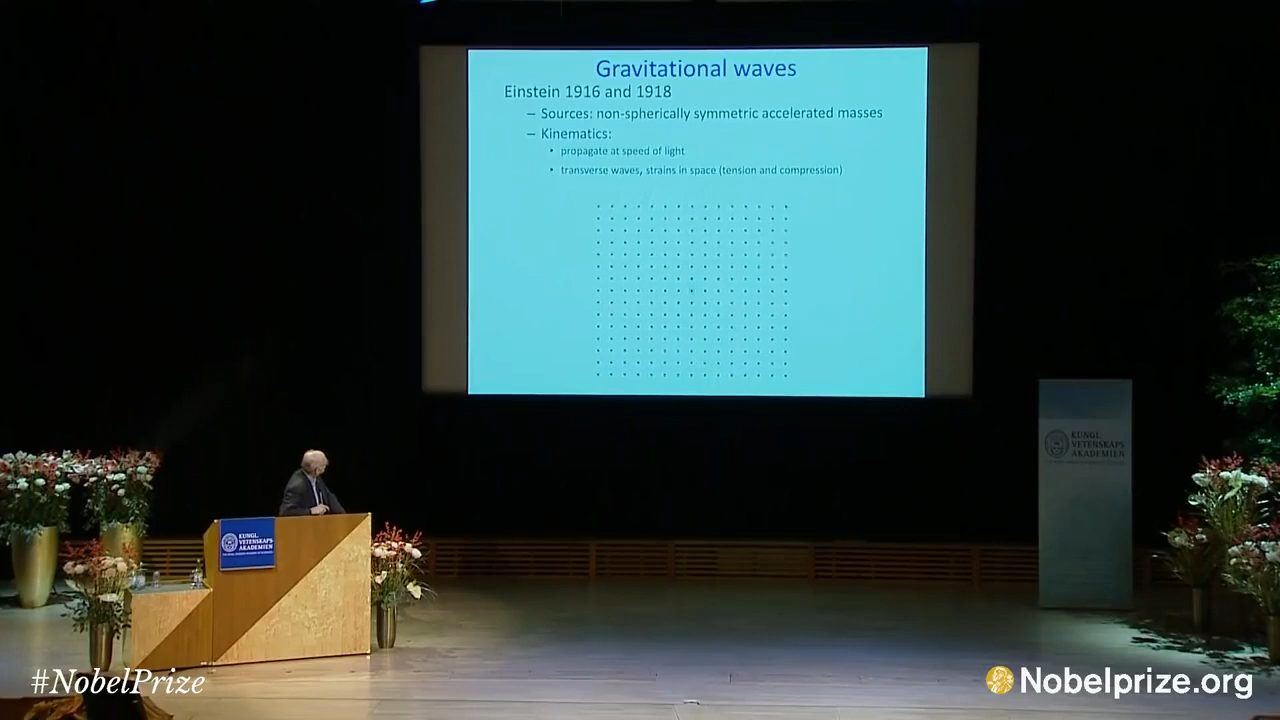 Gravitational waves
Einstein 1916 and 1918
– Sources: non-spherically symmetric accelerated masses
– Kinematics:
• propagate at speed of light
• transverse waves, strains in space (tension and compression)
KUNGL.
VETENSKAPS
AKADEMIEN
KUNGL.
VETENSKAPS
AKADEMIEN
#NobelPrize
Nobelprize.org